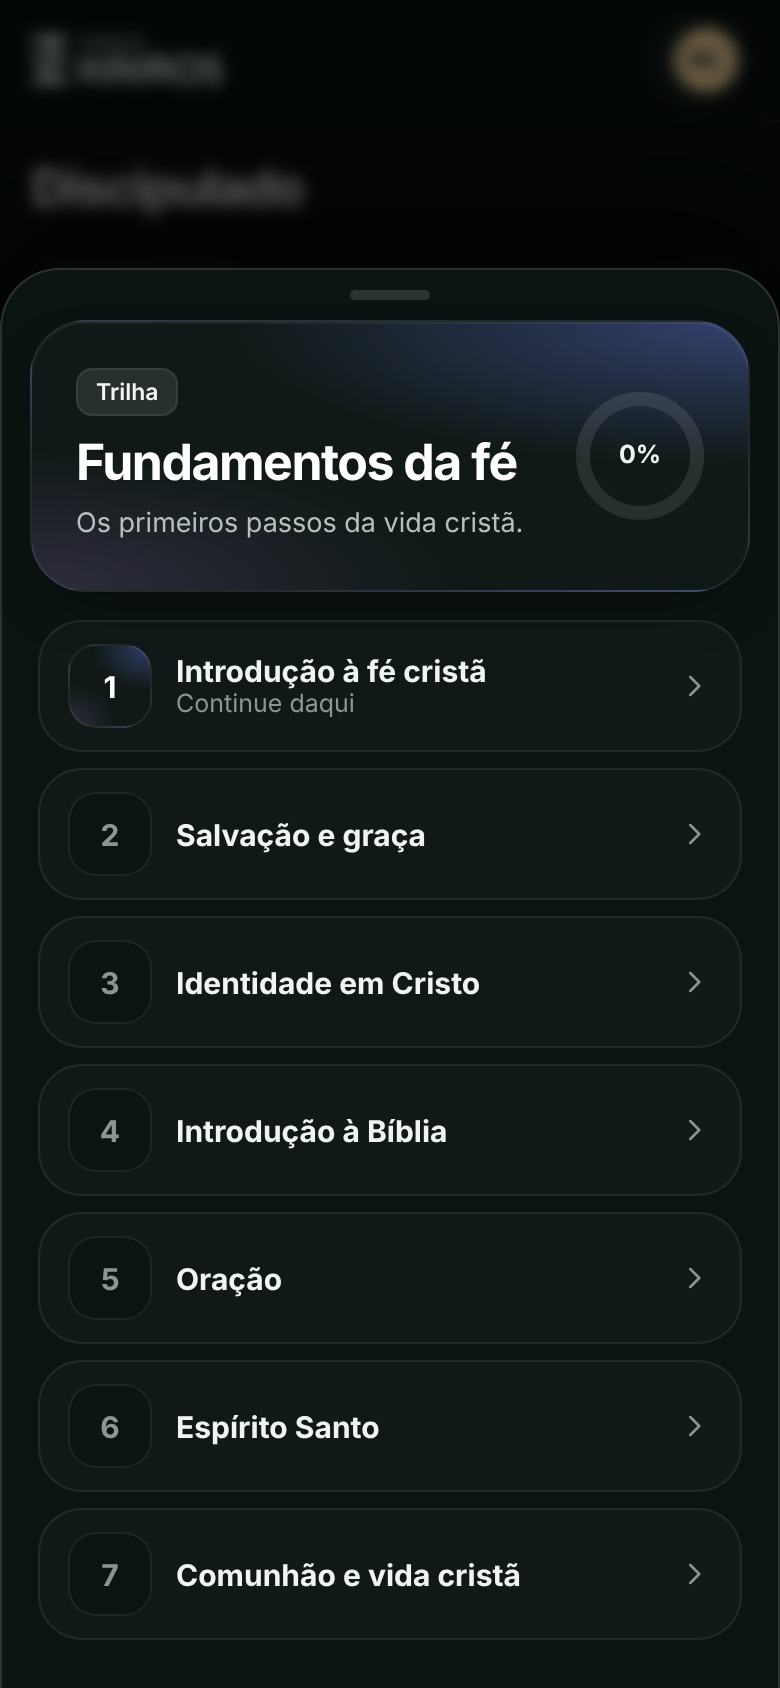 Discipulado
Trilha
Fundamentos da fé
Os primeiros passos da vida cristã.
0%
1
Introdução à fé cristã
Continue daqui
2
Salvação e graça
3
Identidade em Cristo
4
Introdução à Bíblia
5
Oração
6
Espírito Santo
7
Comunhão e vida cristã